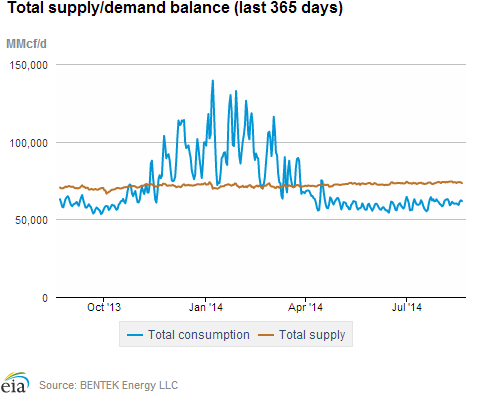 Total supply/demand balance (last 365 days)
MMcf/d
150,000
100,000
50,000
0
Oct '13 Jan '14 Apr '14 Jul '14
Total consumption Total supply
eia Source: BENTEK Energy LLC